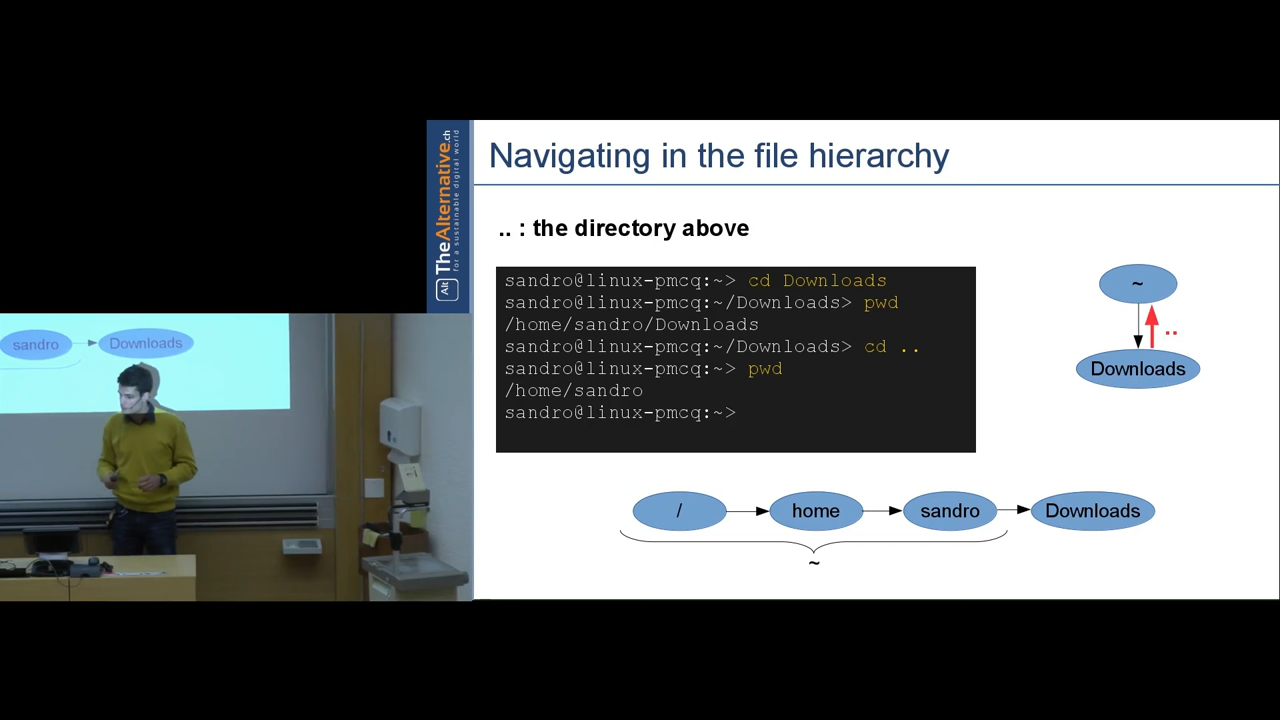 Navigating in the file hierarchy
Alt TheAlternative.ch
for a sustainable digital world
.. : the directory above
sandro@linux-pmcq:~> cd Downloads
sandro@linux-pmcq:~/Downloads> pwd
/home/sandro/Downloads
sandro@linux-pmcq:~/Downloads> cd ..
sandro@linux-pmcq:~> pwd
/home/sandro
sandro@linux-pmcq:~>
~
..
Downloads
sandro Downloads
/ home sandro Downloads
~